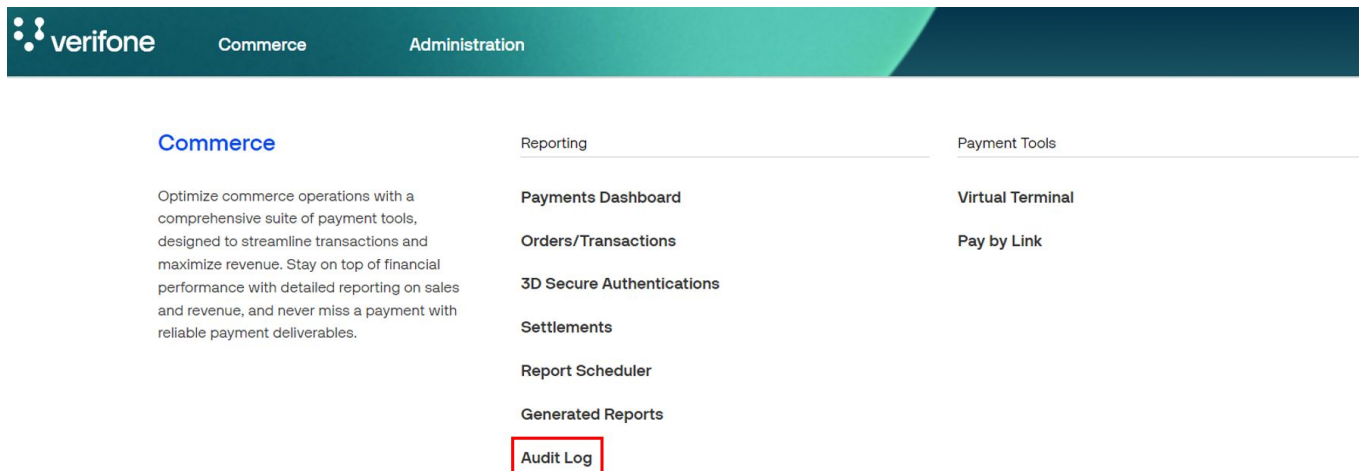 verifone
Commerce
Administration
Commerce
Optimize commerce operations with a
comprehensive suite of payment tools,
designed to streamline transactions and
maximize revenue. Stay on top of financial
performance with detailed reporting on sales
and revenue, and never miss a payment with
reliable payment deliverables.
Reporting
Payments Dashboard
Orders/Transactions
3D Secure Authentications
Settlements
Report Scheduler
Generated Reports
Audit Log
Payment Tools
Virtual Terminal
Pay by Link